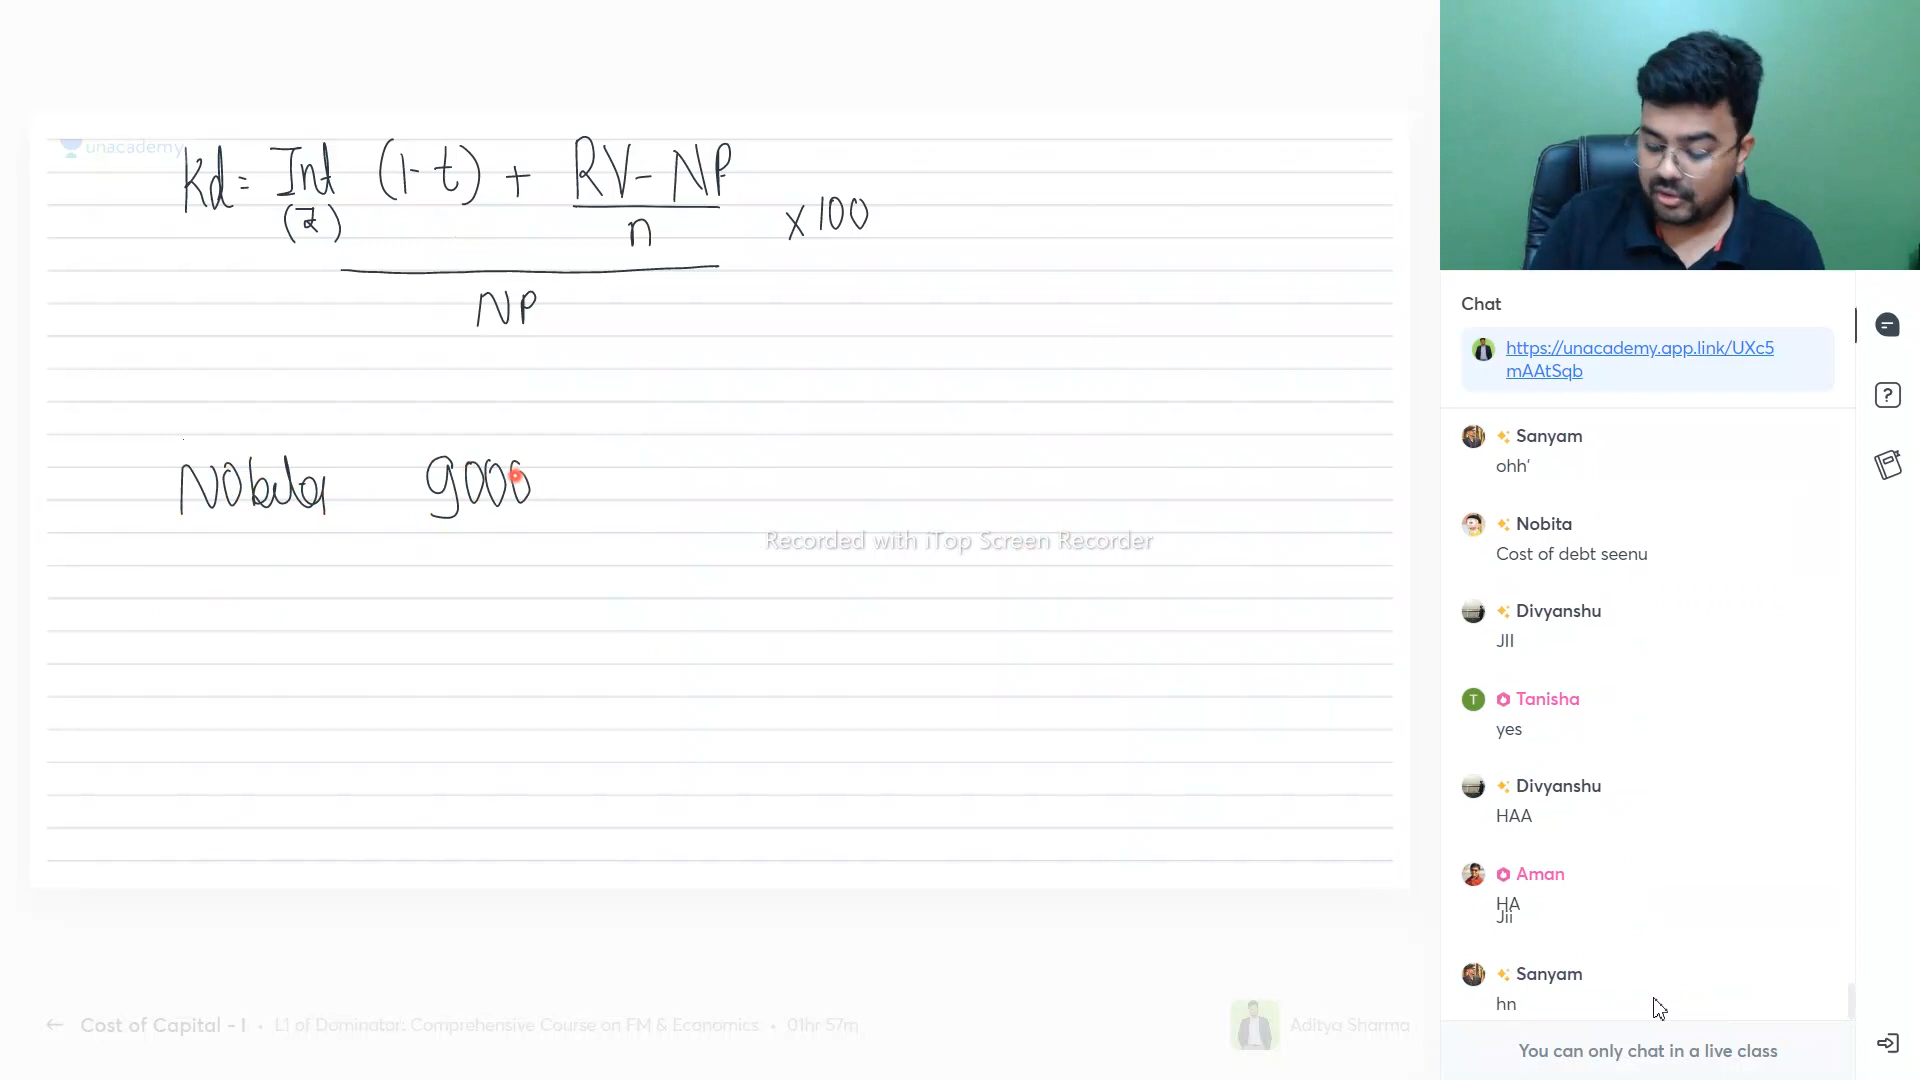 unacademy
Kd = Int (1-t) + RV - NP
(₹) n x100
NP
Nobita 9000
Recorded with iTop Screen Recorder
← Cost of Capital - I • L1 of Dominator: Comprehensive Course on FM & Economics • 01hr 57m
Aditya Sharma
Chat
https://unacademy.app.link/UXc5
mAAtSqb
Sanyam
ohh'
Nobita
Cost of debt seenu
Divyanshu
JII
T Tanisha
yes
Divyanshu
HAA
Aman
HA
Jii
Sanyam
hn
You can only chat in a live class